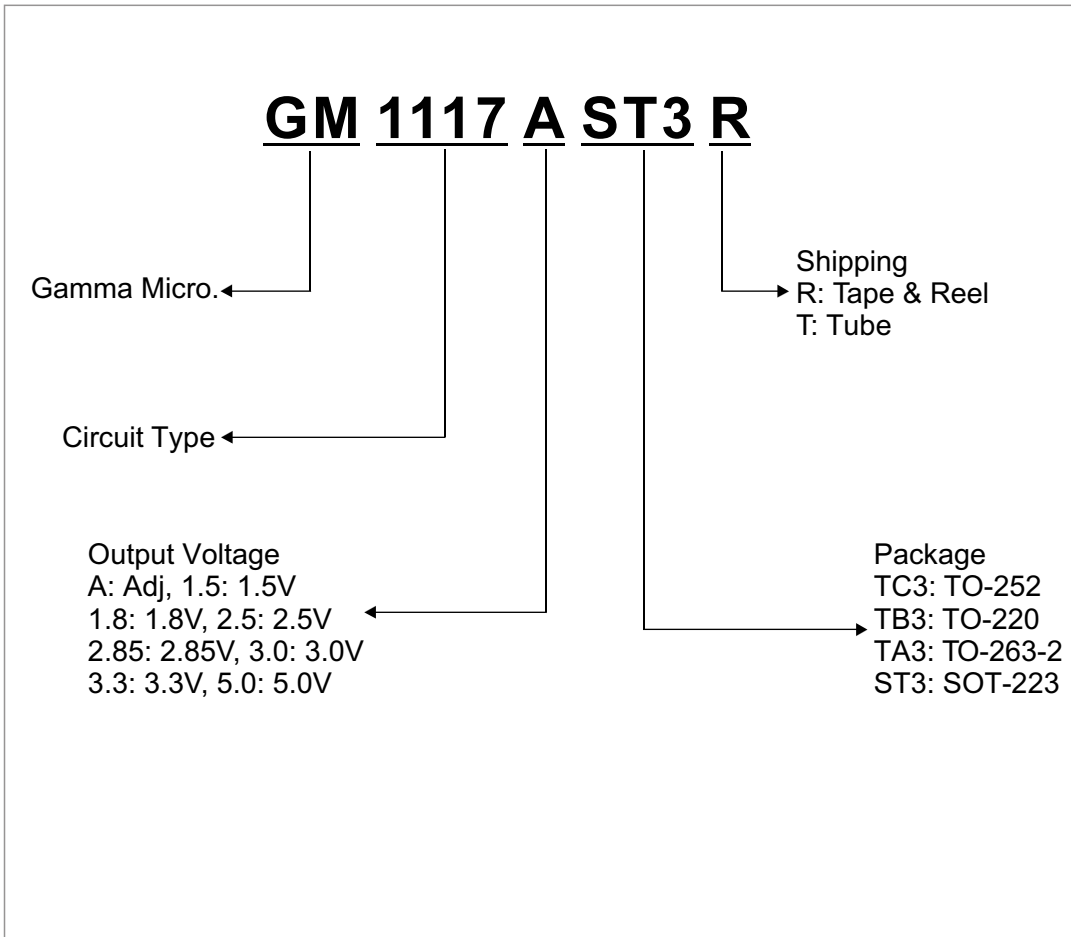 GM 1117 A ST3 R
Gamma Micro.
Shipping
R: Tape & Reel
T: Tube
Circuit Type
Output Voltage
A: Adj, 1.5: 1.5V
1.8: 1.8V, 2.5: 2.5V
2.85: 2.85V, 3.0: 3.0V
3.3: 3.3V, 5.0: 5.0V
Package
TC3: TO-252
TB3: TO-220
TA3: TO-263-2
ST3: SOT-223